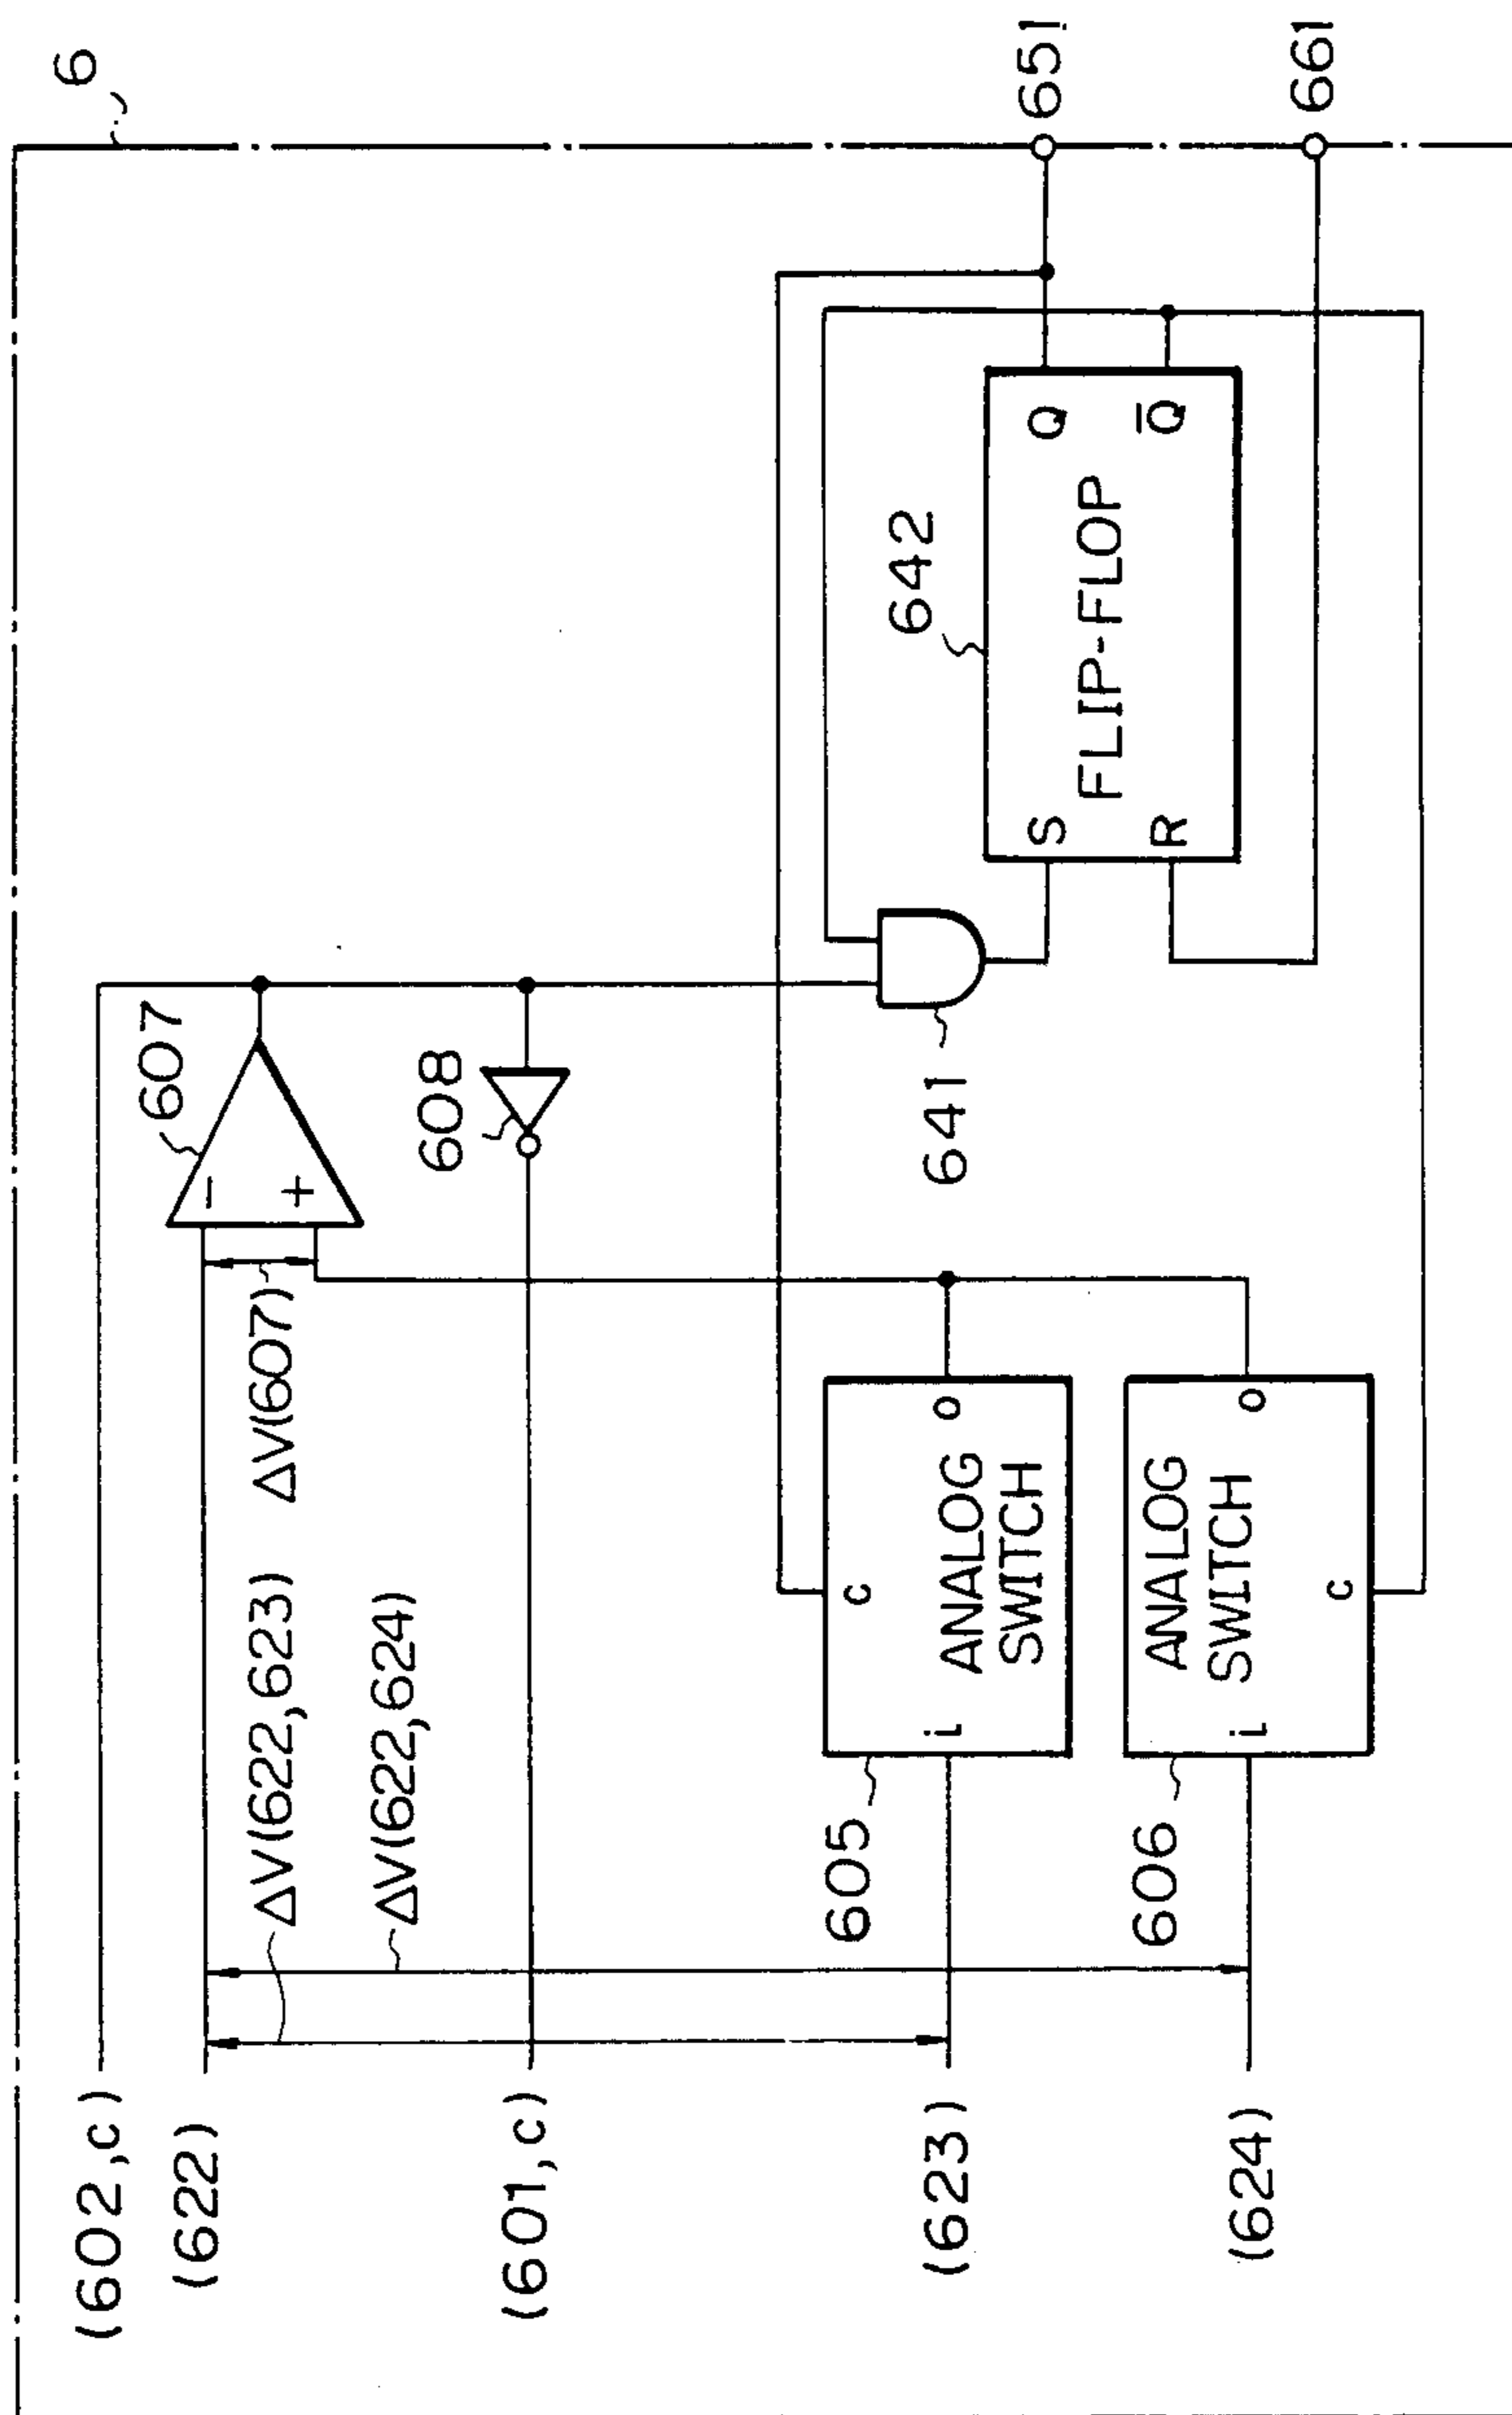 6
(602,c)
(622)
607
−
+
ΔV(607)
ΔV(622,623)
ΔV(622,624)
(601,c)
608
641
642
651
661
S
Q
FLIP-FLOP
R
Q̅
605
c
i
o
ANALOG
SWITCH
(623)
606
ANALOG
SWITCH
i
o
c
(624)